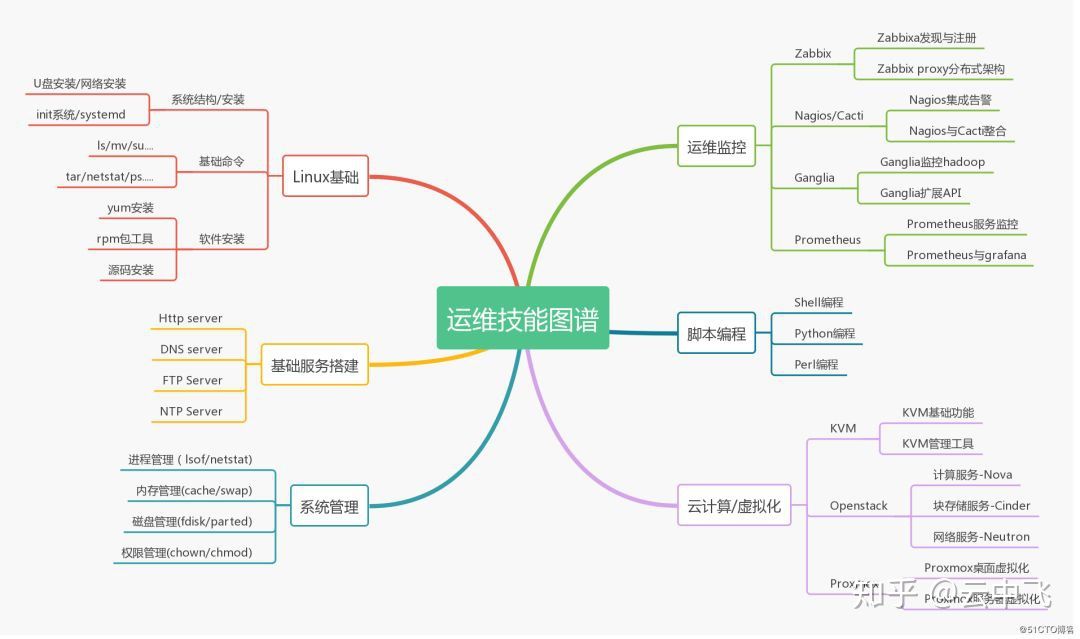 运维技能图谱
Linux基础
系统结构/安装
U盘安装/网络安装
init系统/systemd
基础命令
ls/mv/su....
tar/netstat/ps.....
软件安装
yum安装
rpm包工具
源码安装
基础服务搭建
Http server
DNS server
FTP Server
NTP Server
系统管理
进程管理（lsof/netstat)
内存管理(cache/swap)
磁盘管理(fdisk/parted)
权限管理(chown/chmod)
运维监控
Zabbix
Zabbixa发现与注册
Zabbix proxy分布式架构
Nagios/Cacti
Nagios集成告警
Nagios与Cacti整合
Ganglia
Ganglia监控hadoop
Ganglia扩展API
Prometheus
Prometheus服务监控
Prometheus与grafana
脚本编程
Shell编程
Python编程
Perl编程
云计算/虚拟化
KVM
KVM基础功能
KVM管理工具
Openstack
计算服务-Nova
块存储服务-Cinder
网络服务-Neutron
Proxmox
Proxmox桌面虚拟化
Proxmox服务器虚拟化
知乎 @云中飞
@51CTO博客